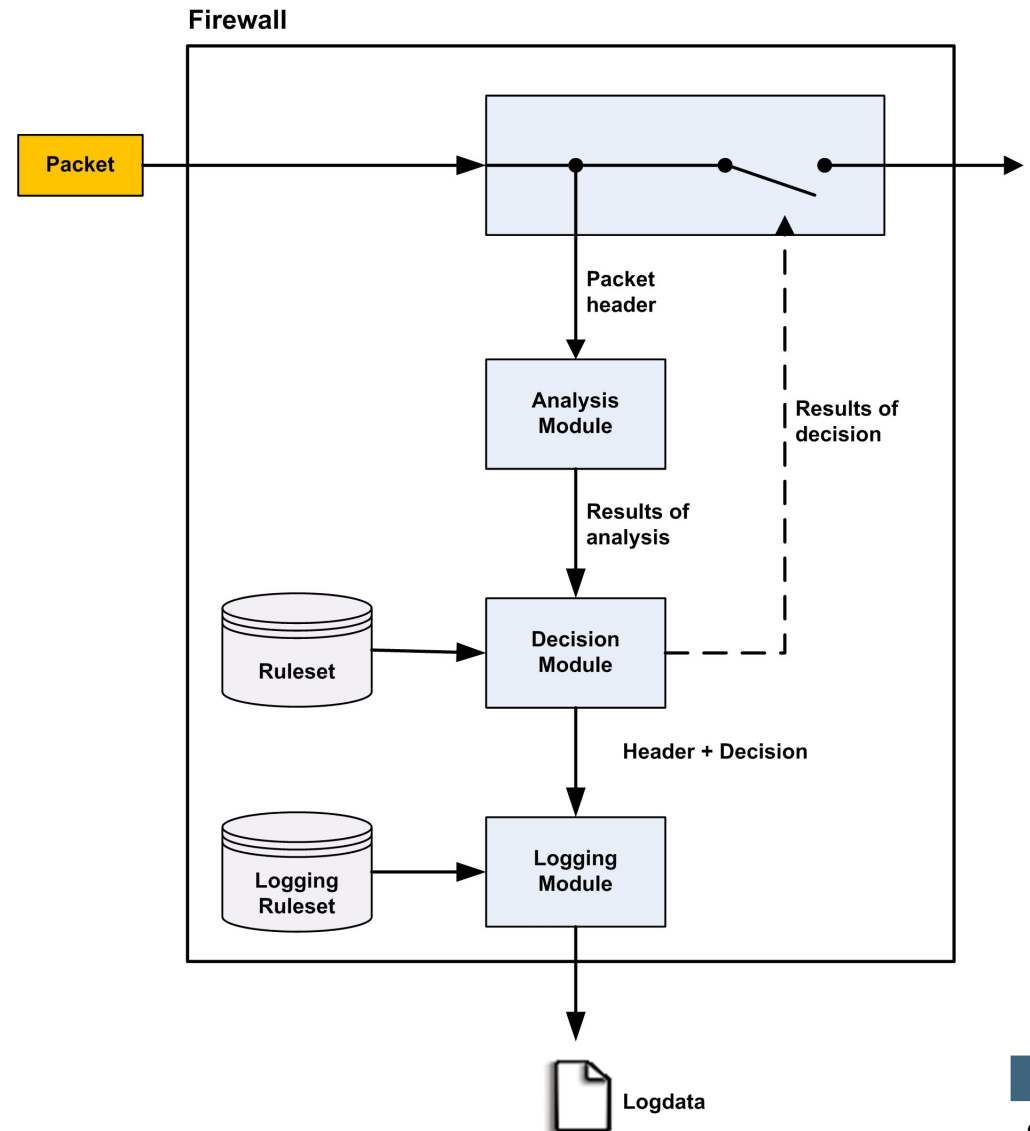 Firewall
Packet
Packet
header
Analysis
Module
Results of
decision
Results of
analysis
Ruleset
Decision
Module
Header + Decision
Logging
Ruleset
Logging
Module
Logdata